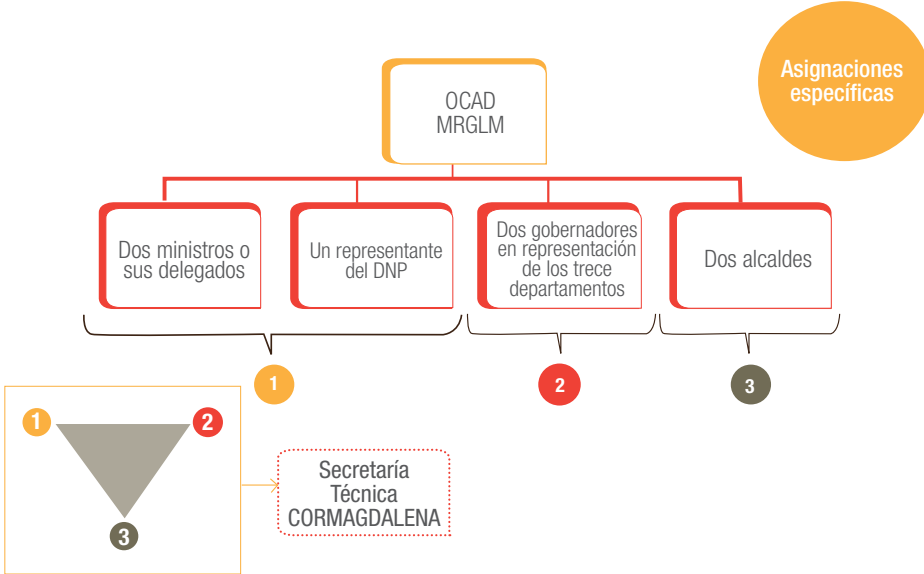 Asignaciones
específicas
OCAD
MRGLM
Dos ministros o
sus delegados
Un representante
del DNP
Dos gobernadores
en representación
de los trece
departamentos
Dos alcaldes
1
2
3
1
2
3
Secretaría
Técnica
CORMAGDALENA